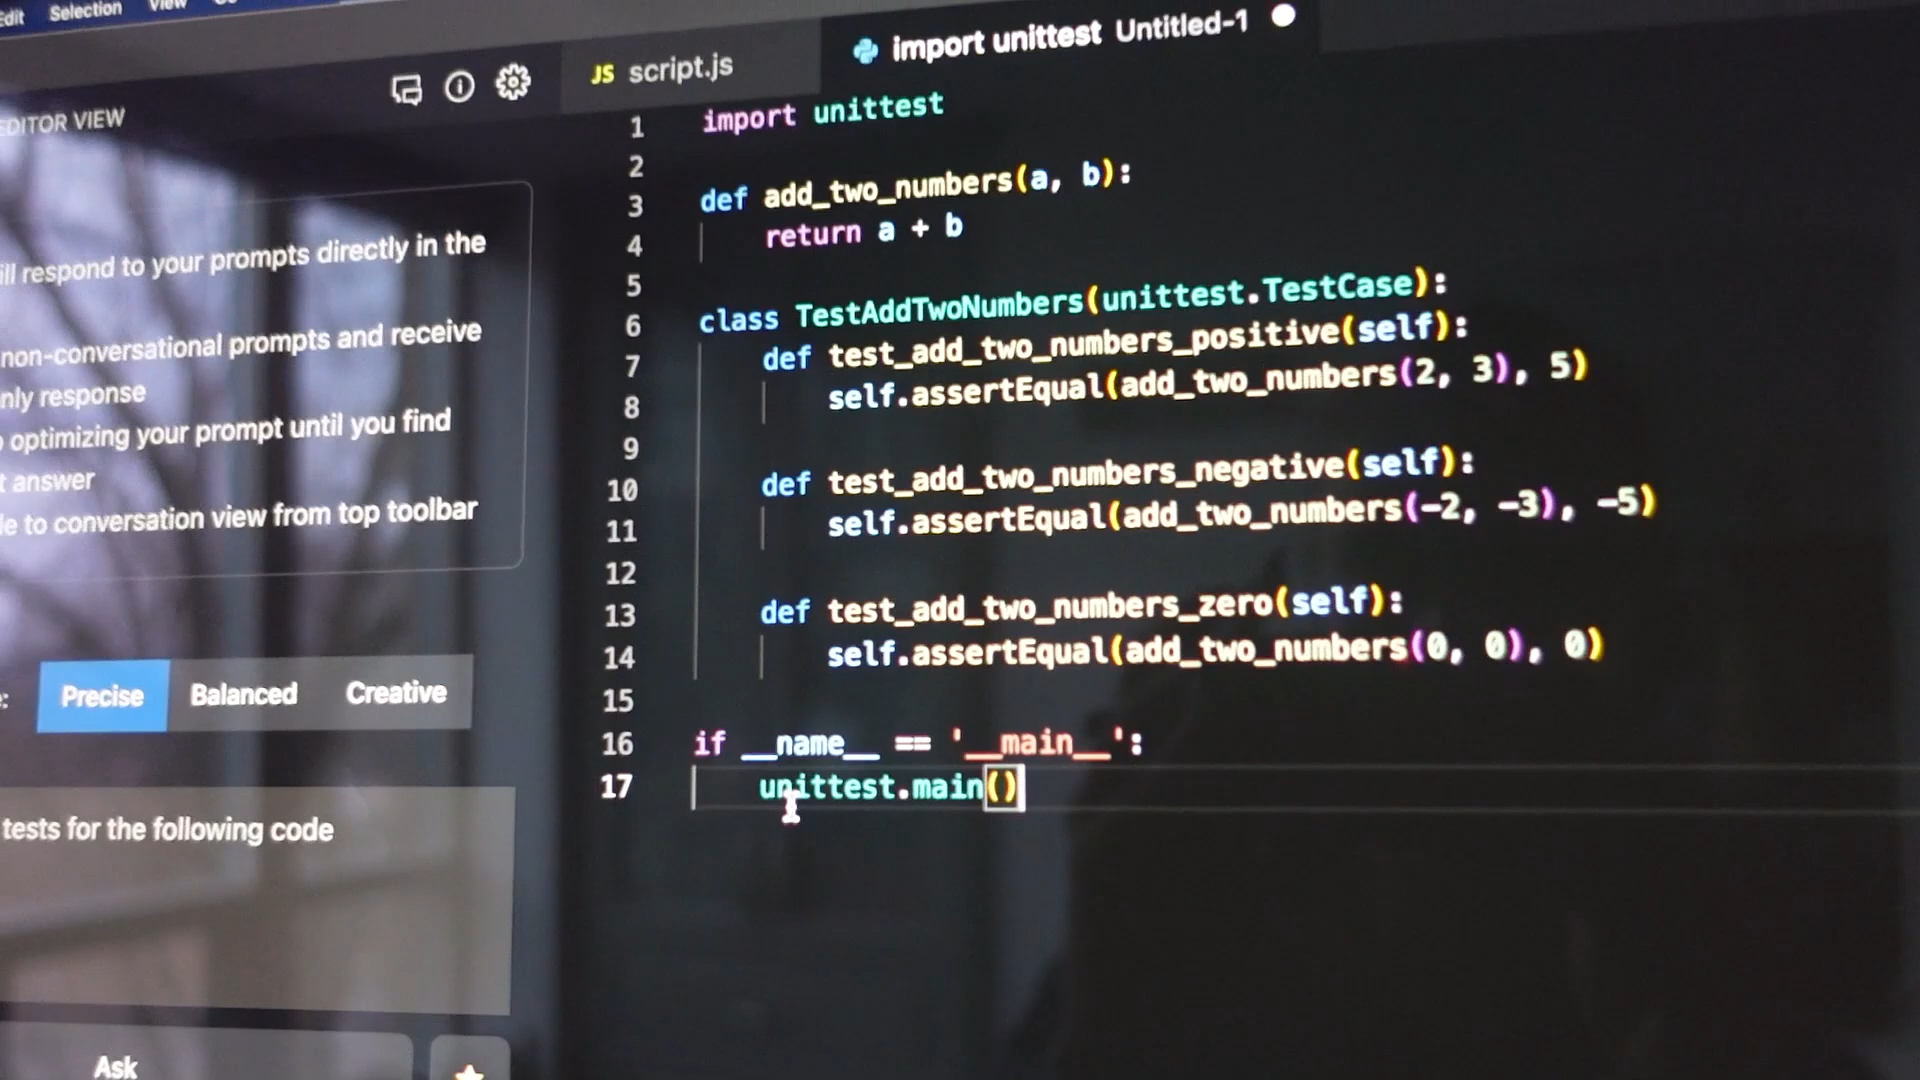 Edit Selection View
EDITOR VIEW
ill respond to your prompts directly in the
non-conversational prompts and receive
nly response
optimizing your prompt until you find
t answer
le to conversation view from top toolbar
: Precise Balanced Creative
tests for the following code
Ask
JS script.js
import unittest Untitled-1
1 import unittest
2
3 def add_two_numbers(a, b):
4 return a + b
5
6 class TestAddTwoNumbers(unittest.TestCase):
7 def test_add_two_numbers_positive(self):
8 self.assertEqual(add_two_numbers(2, 3), 5)
9
10 def test_add_two_numbers_negative(self):
11 self.assertEqual(add_two_numbers(-2, -3), -5)
12
13 def test_add_two_numbers_zero(self):
14 self.assertEqual(add_two_numbers(0, 0), 0)
15
16 if __name__ == '__main__':
17 unittest.main()